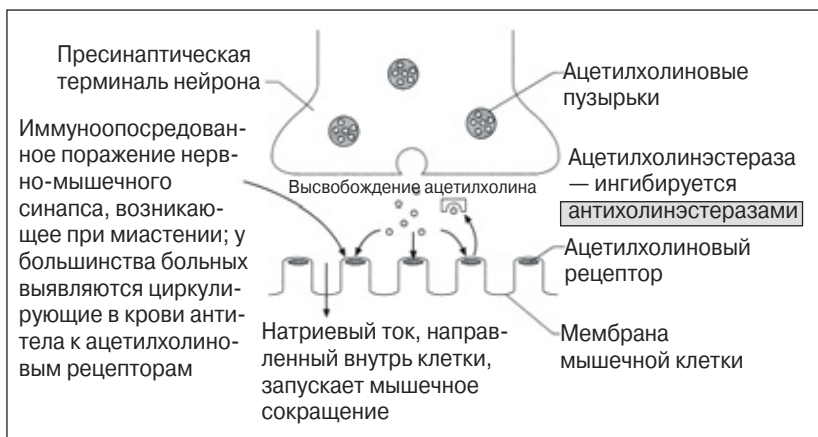 Пресинаптическая
терминаль нейрона
Ацетилхолиновые
пузырьки
Иммуноопосредован-
ное поражение нерв-
но-мышечного
синапса, возникаю-
щее при миастении; у
большинства больных
выявляются циркули-
рующие в крови анти-
тела к ацетилхолино-
вым рецепторам
Высвобождение ацетилхолина
Ацетилхолинэстераза
— ингибируется
антихолинэстеразами
Ацетилхолиновый
рецептор
Натриевый ток, направ-
ленный внутрь клетки,
запускает мышечное
сокращение
Мембрана
мышечной клетки